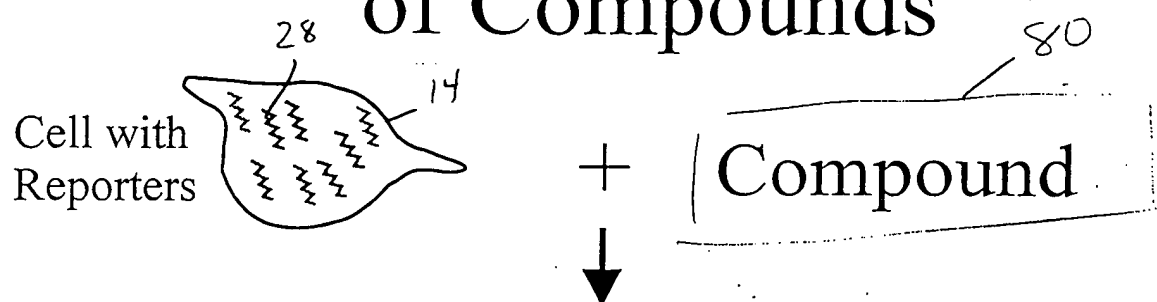 of Compounds
28
80
14
Cell with
Reporters
+
Compound